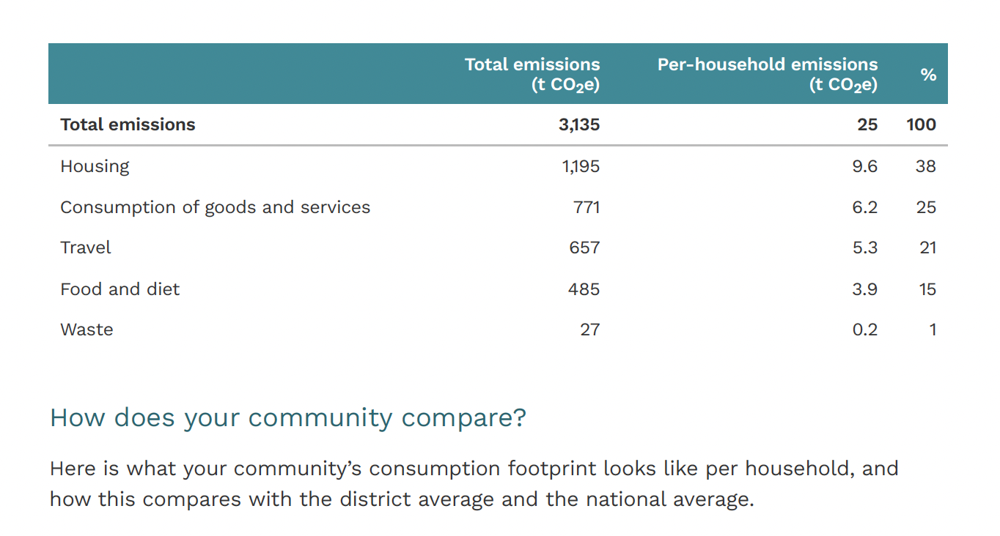 Total emissions (t CO₂e) Per-household emissions (t CO₂e) %
Total emissions 3,135 25 100
Housing 1,195 9.6 38
Consumption of goods and services 771 6.2 25
Travel 657 5.3 21
Food and diet 485 3.9 15
Waste 27 0.2 1
How does your community compare?
Here is what your community’s consumption footprint looks like per household, and
how this compares with the district average and the national average.